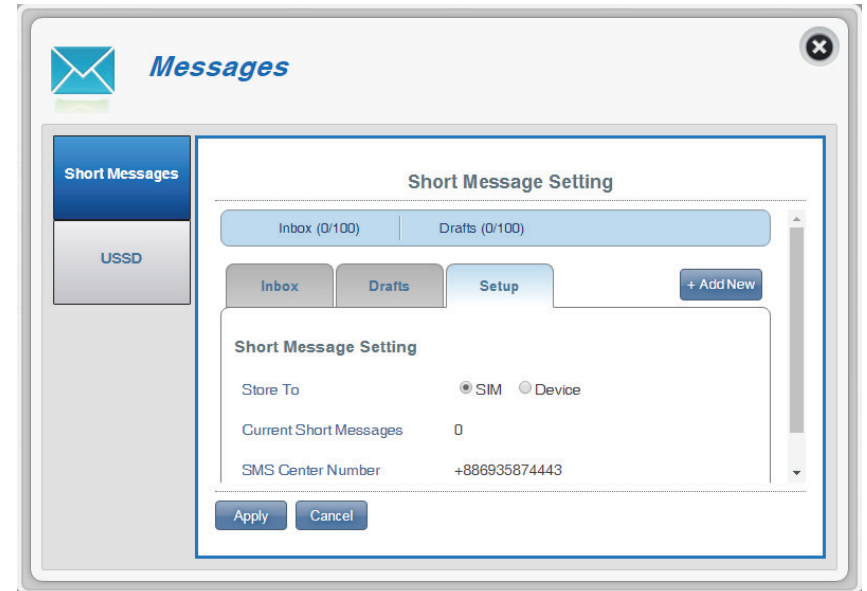 Messages
Short Messages
USSD
Short Message Setting
Inbox (0/100) Drafts (0/100)
Inbox Drafts Setup + Add New
Short Message Setting
Store To SIM Device
Current Short Messages 0
SMS Center Number +886935874443
Apply Cancel